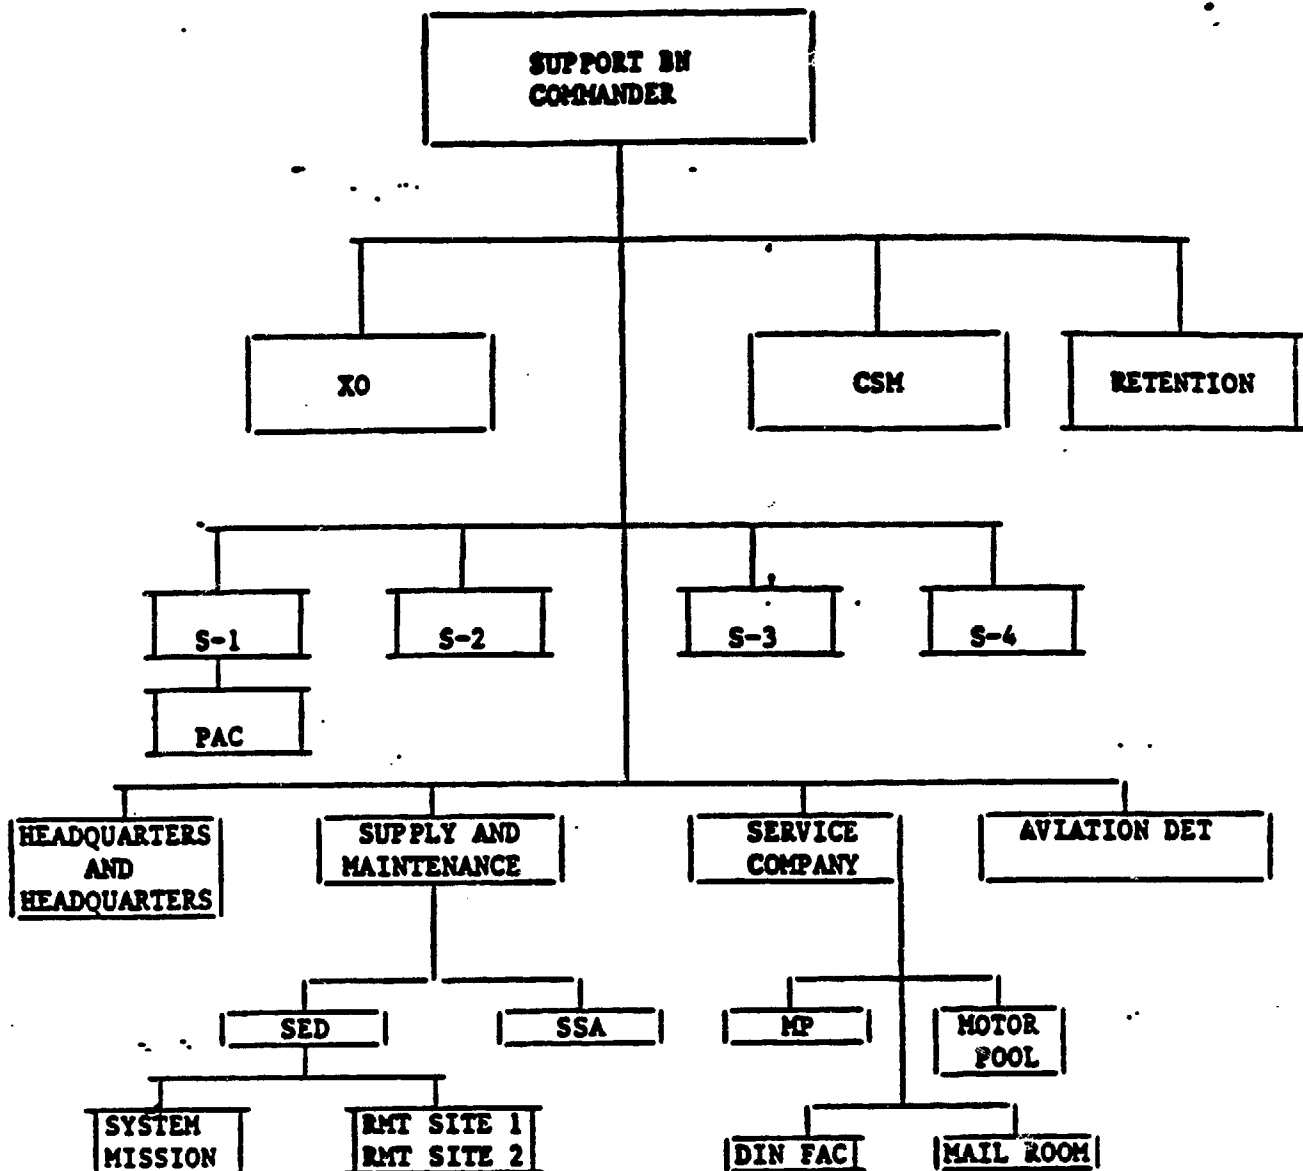 SUPPORT BN
COMMANDER
XO
CSM
RETENTION
S-1
S-2
S-3
S-4
PAC
HEADQUARTERS
AND
HEADQUARTERS
SUPPLY AND
MAINTENANCE
SERVICE
COMPANY
AVIATION DET
SED
SSA
MP
MOTOR
POOL
SYSTEM
MISSION
RMT SITE 1
RMT SITE 2
DIN FAC
MAIL ROOM